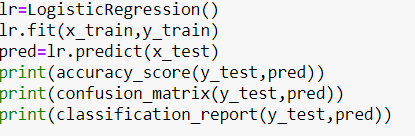 lr=LogisticRegression()
lr.fit(x_train,y_train)
pred=lr.predict(x_test)
print(accuracy_score(y_test,pred))
print(confusion_matrix(y_test,pred))
print(classification_report(y_test,pred))